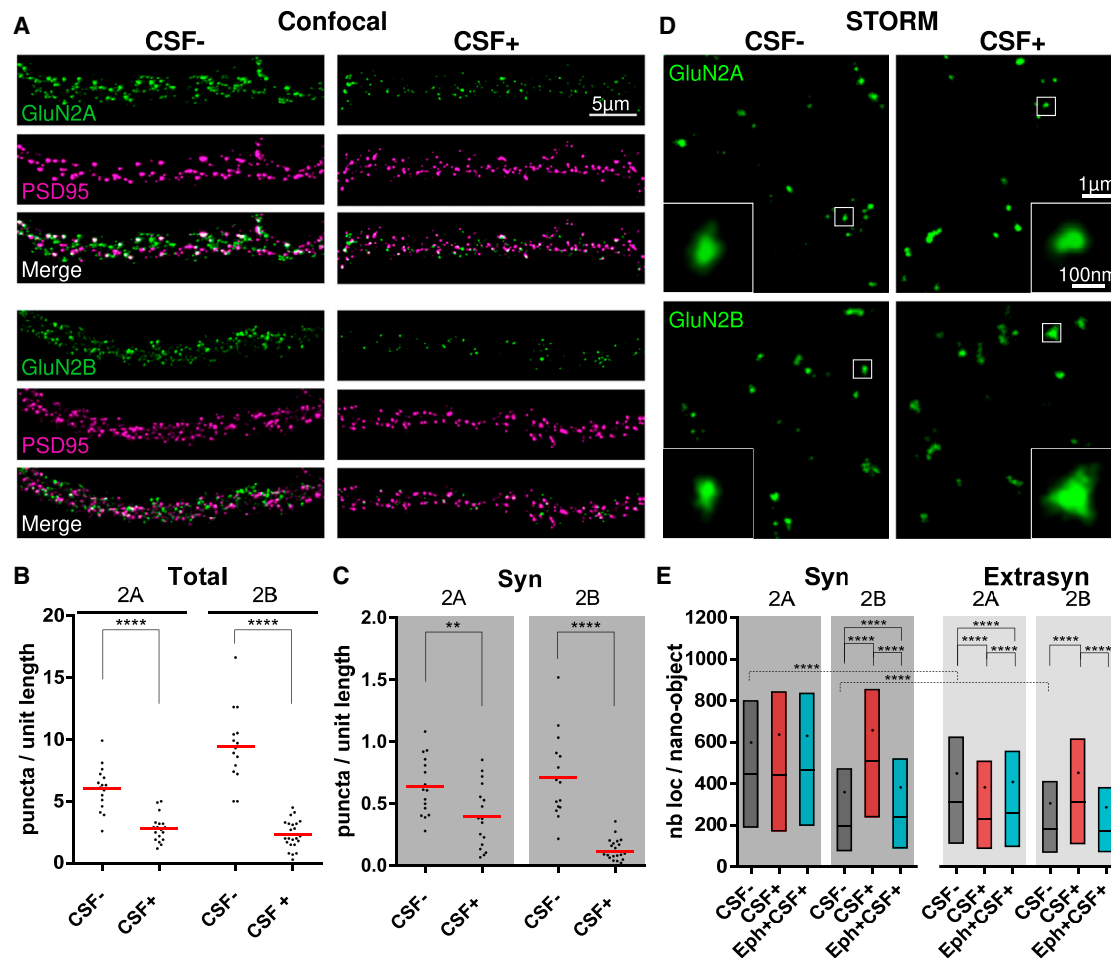 A
Confocal
CSF-
CSF+
GluN2A
5µm
PSD95
Merge
GluN2B
PSD95
Merge
D
STORM
CSF-
CSF+
GluN2A
1µm
100nm
GluN2B
B
Total
2A
2B
puncta / unit length
20
15
10
5
0
****
****
CSF-
CSF+
CSF-
CSF +
C
Syn
2A
2B
puncta / unit length
2.0
1.5
1.0
0.5
0.0
**
****
CSF-
CSF+
CSF-
CSF+
E
Syn
Extrasyn
2A
2B
2A
2B
nb loc / nano-object
1200
1000
800
600
400
200
0
****
****
****
****
****
****
****
****
****
****
CSF-
CSF+
Eph+CSF+
CSF-
CSF+
Eph+CSF+
CSF-
CSF+
Eph+CSF+
CSF-
CSF+
Eph+CSF+